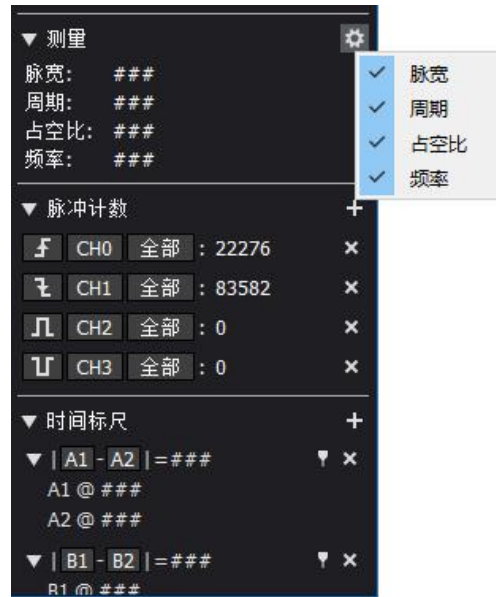 测量
脉宽: ###
周期: ###
占空比: ###
频率: ###
脉宽
周期
占空比
频率
脉冲计数
CH0 全部 : 22276
CH1 全部 : 83582
CH2 全部 : 0
CH3 全部 : 0
时间标尺
| A1 - A2 | = ###
A1 @ ###
A2 @ ###
| B1 - B2 | = ###
B1 @ ###